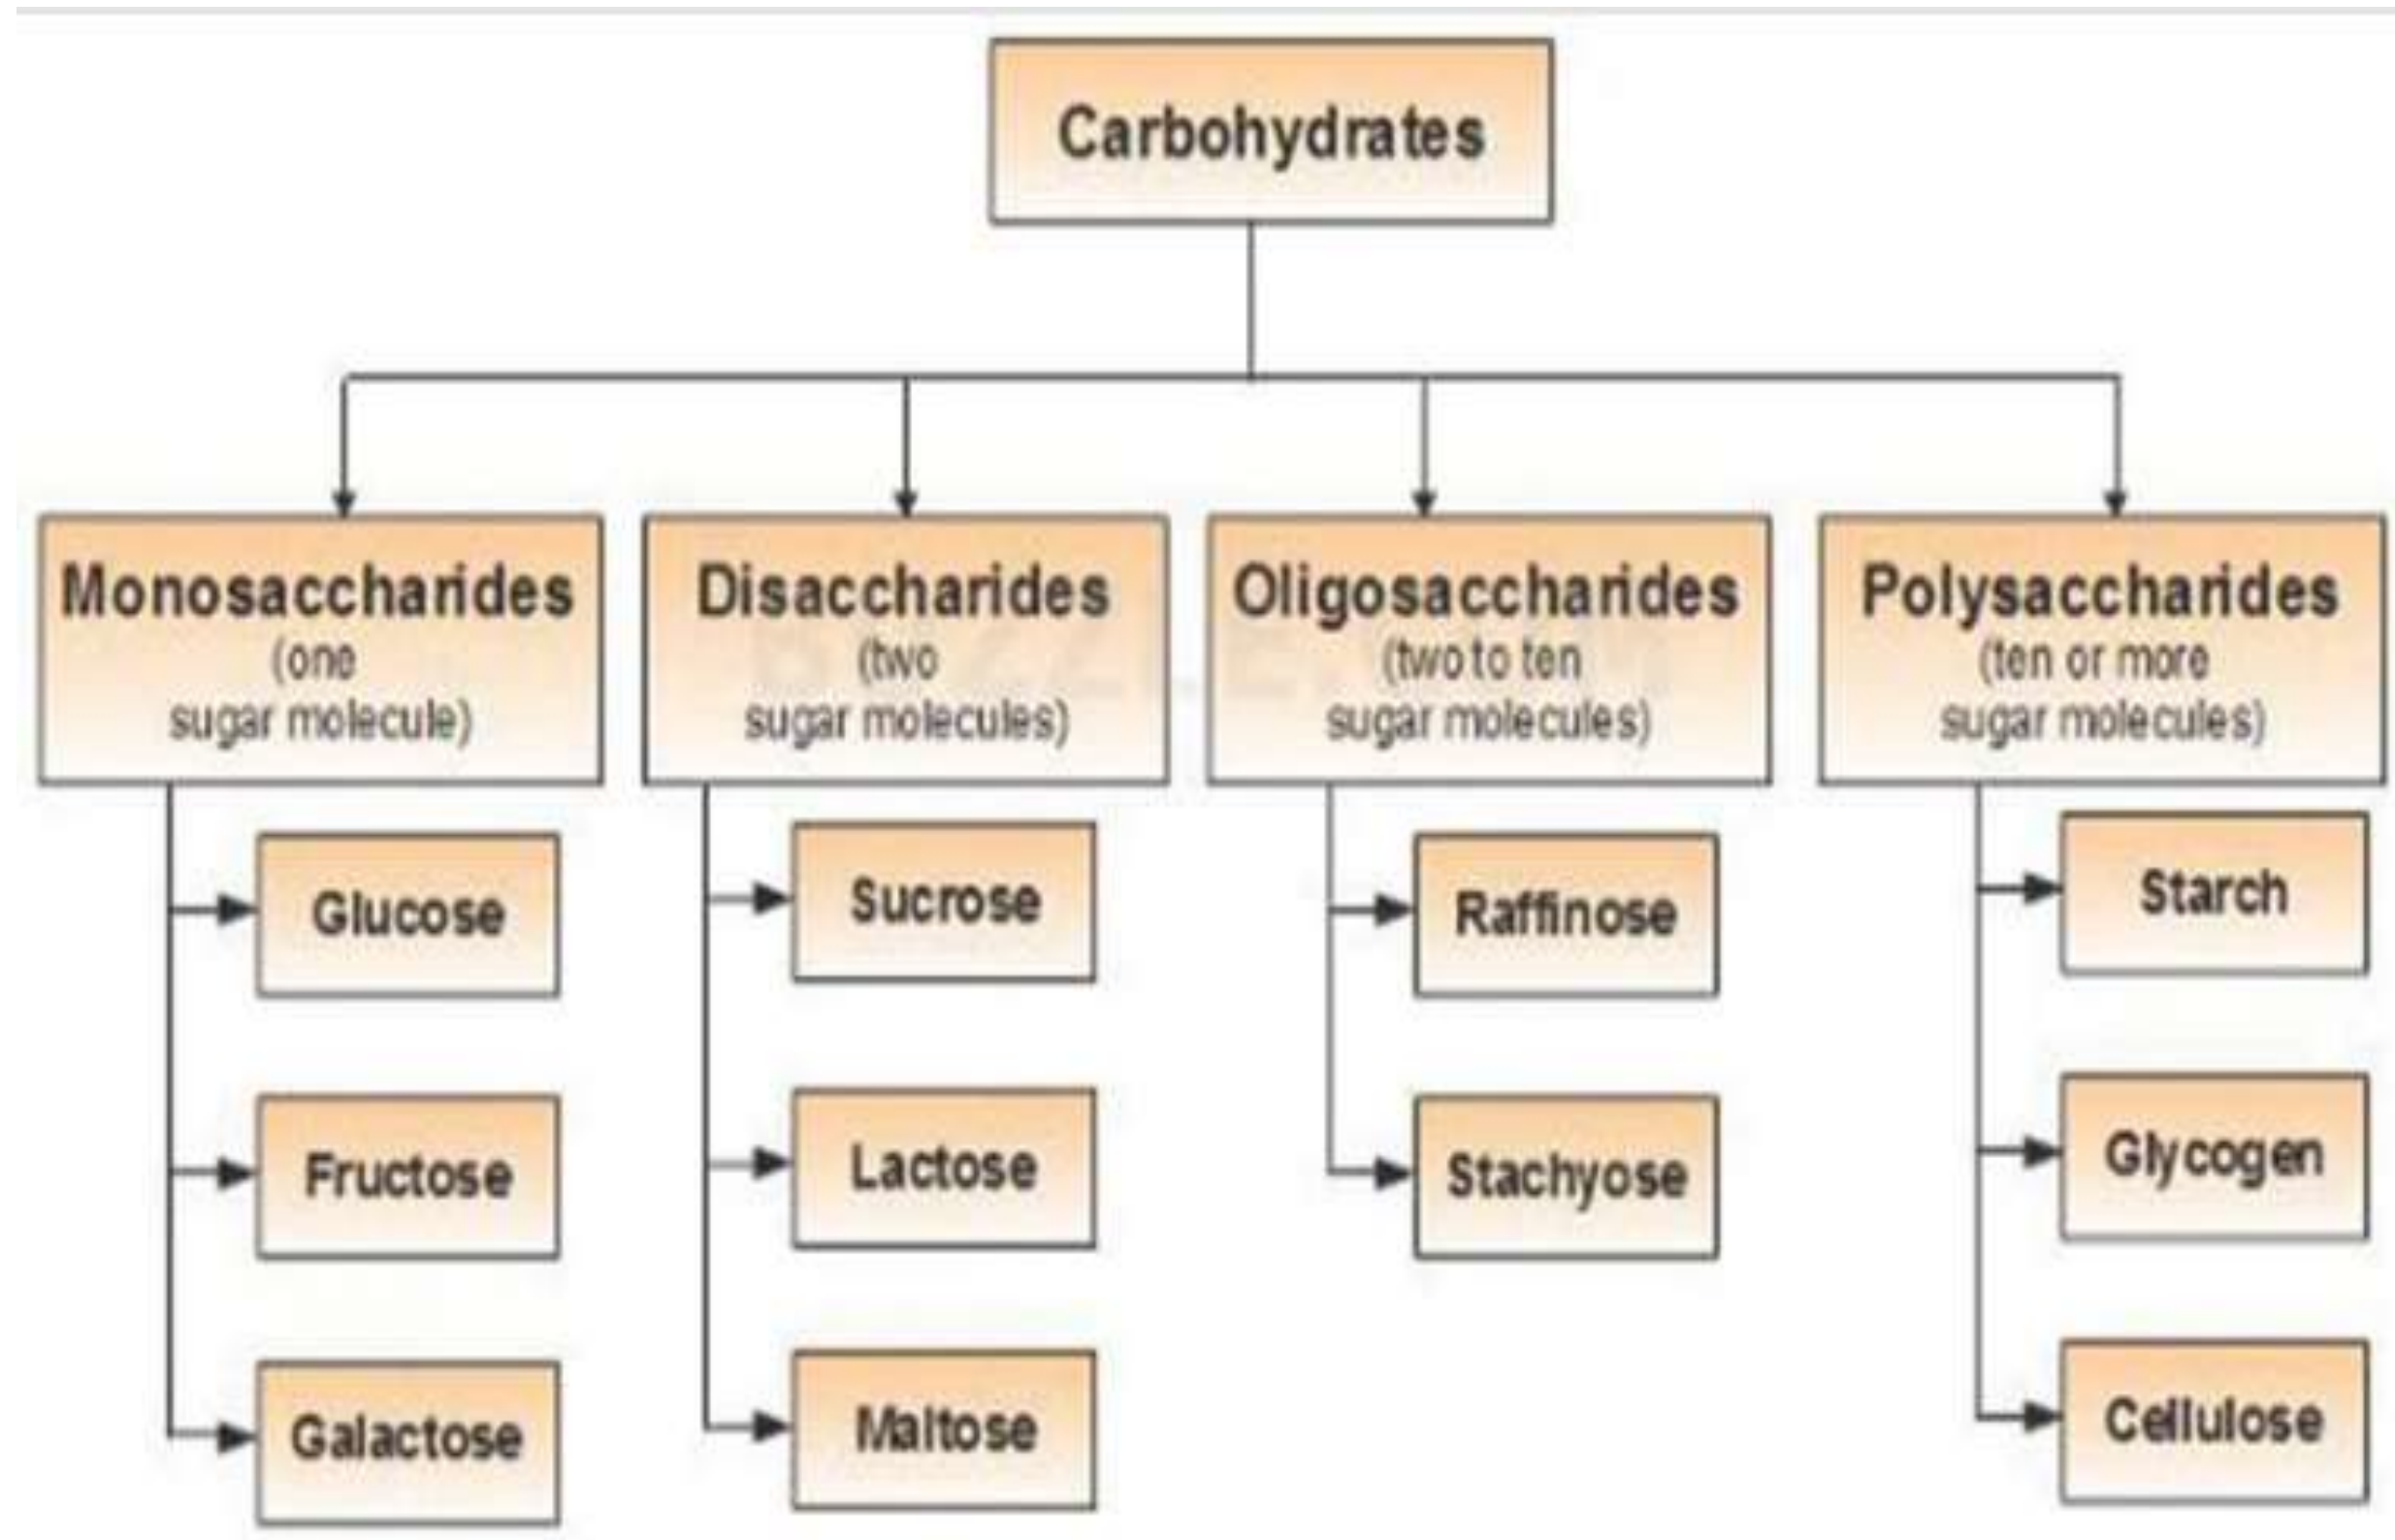 Carbohydrates
Monosaccharides
(one
sugar molecule)
Disaccharides
(two
sugar molecules)
Oligosaccharides
(two to ten
sugar molecules)
Polysaccharides
(ten or more
sugar molecules)
Glucose
Fructose
Galactose
Sucrose
Lactose
Maltose
Raffinose
Stachyose
Starch
Glycogen
Cellulose